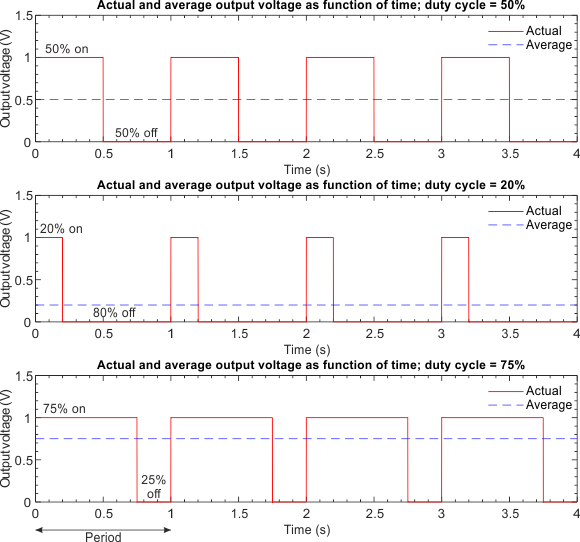 Actual and average output voltage as function of time; duty cycle = 50%
1.5
50% on
Actual
Average
1
Output voltage (V)
0.5
50% off
0
0 0.5 1 1.5 2 2.5 3 3.5 4
Time (s)
Actual and average output voltage as function of time; duty cycle = 20%
1.5
20% on
Actual
Average
1
Output voltage (V)
0.5
80% off
0
0 0.5 1 1.5 2 2.5 3 3.5 4
Time (s)
Actual and average output voltage as function of time; duty cycle = 75%
1.5
75% on
Actual
Average
1
Output voltage (V)
0.5
25%
off
0
0 0.5 1 1.5 2 2.5 3 3.5 4
Time (s)
Period